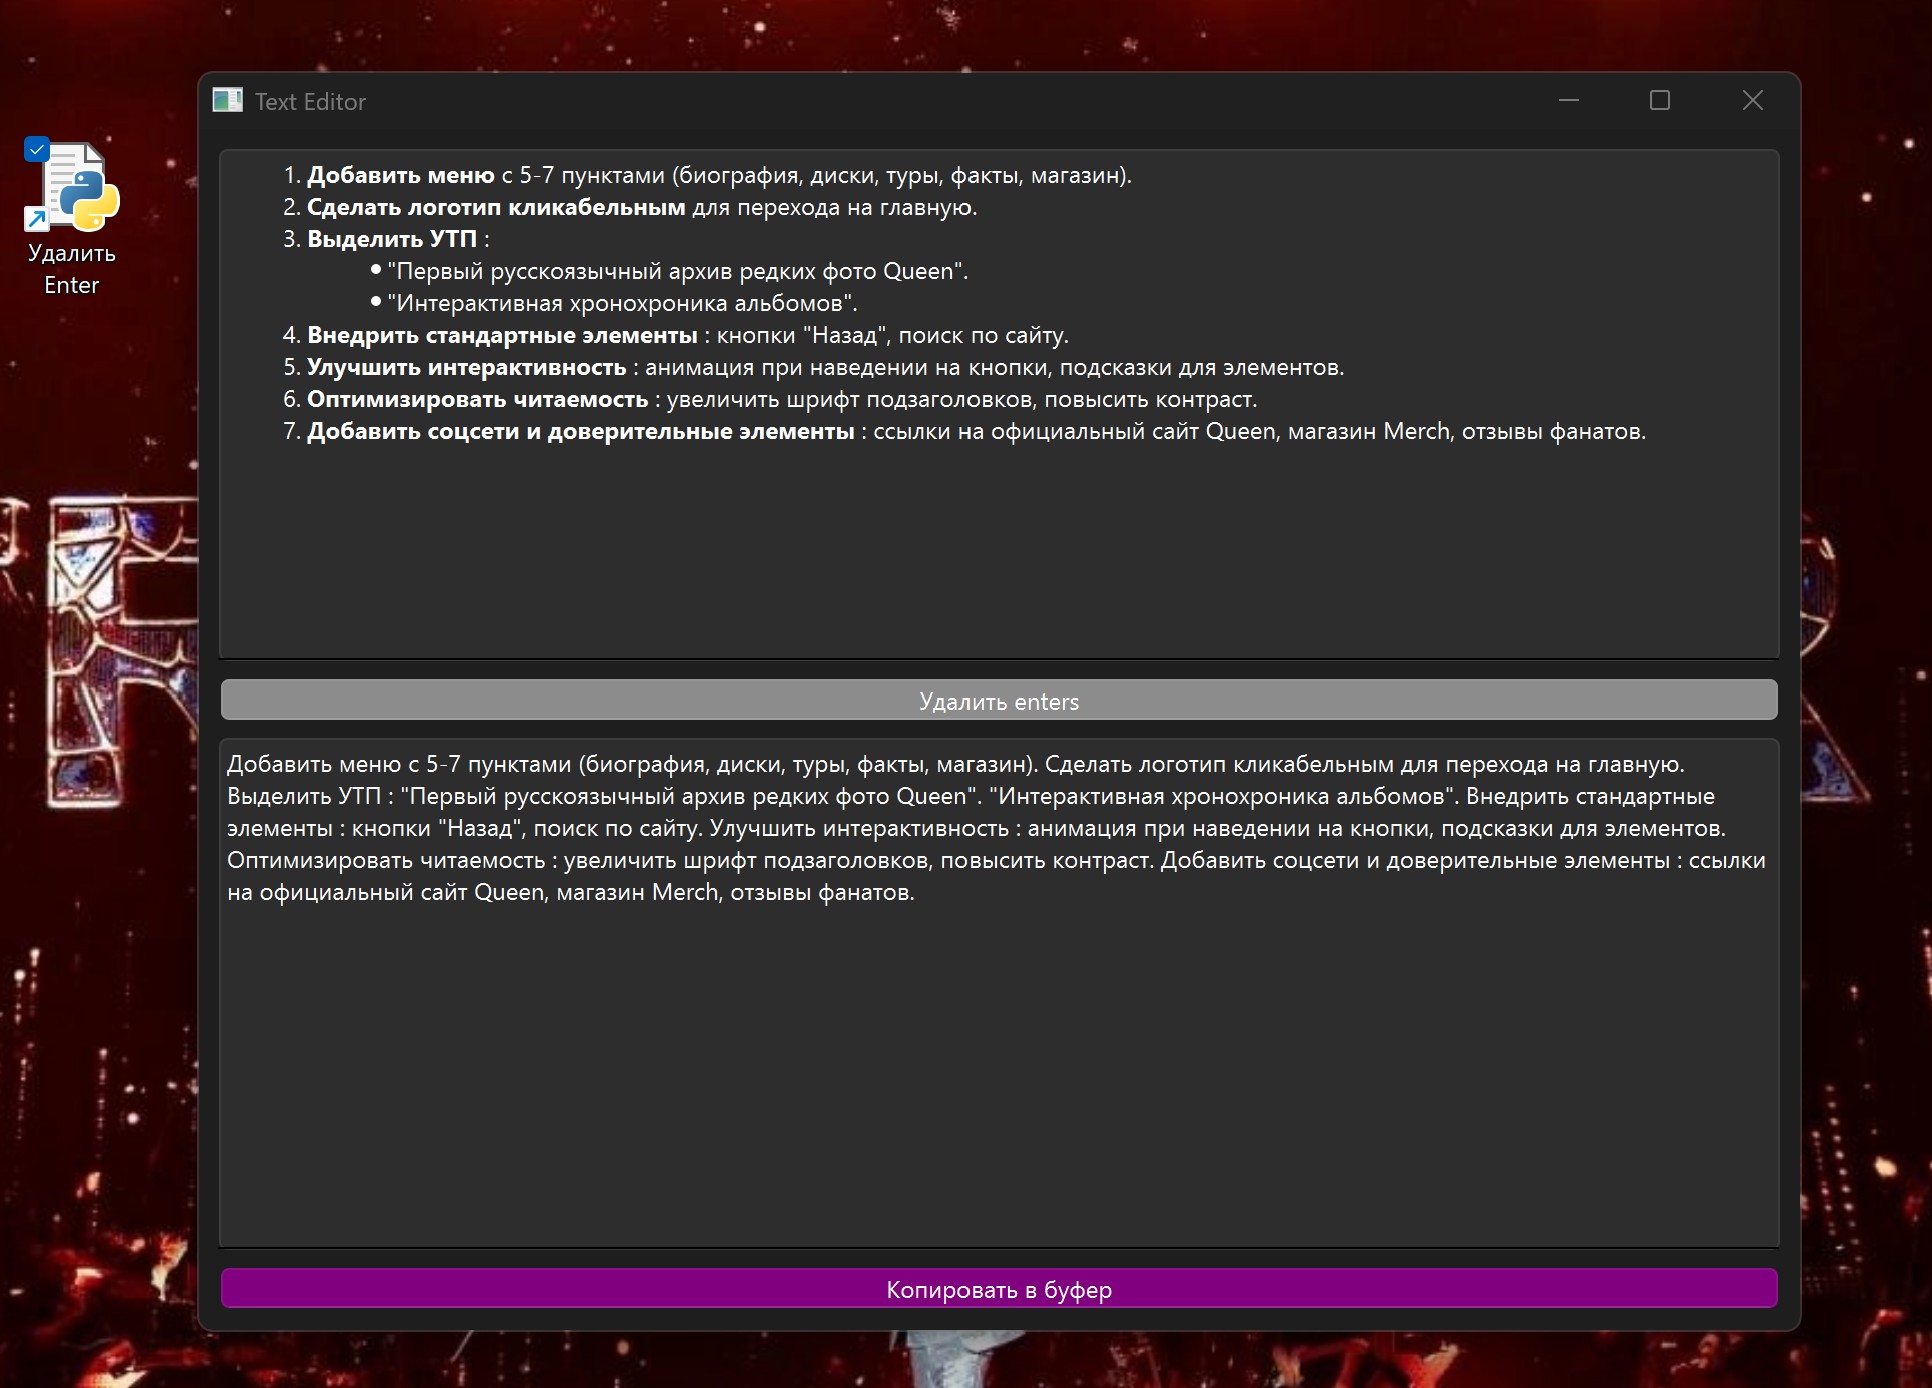 Text Editor
Удалить
Enter
1. Добавить меню с 5-7 пунктами (биография, диски, туры, факты, магазин).
2. Сделать логотип кликабельным для перехода на главную.
3. Выделить УТП :
• "Первый русскоязычный архив редких фото Queen".
• "Интерактивная хронохроника альбомов".
4. Внедрить стандартные элементы : кнопки "Назад", поиск по сайту.
5. Улучшить интерактивность : анимация при наведении на кнопки, подсказки для элементов.
6. Оптимизировать читаемость : увеличить шрифт подзаголовков, повысить контраст.
7. Добавить соцсети и доверительные элементы : ссылки на официальный сайт Queen, магазин Merch, отзывы фанатов.
Удалить enters
Добавить меню с 5-7 пунктами (биография, диски, туры, факты, магазин). Сделать логотип кликабельным для перехода на главную.
Выделить УТП : "Первый русскоязычный архив редких фото Queen". "Интерактивная хронохроника альбомов". Внедрить стандартные
элементы : кнопки "Назад", поиск по сайту. Улучшить интерактивность : анимация при наведении на кнопки, подсказки для элементов.
Оптимизировать читаемость : увеличить шрифт подзаголовков, повысить контраст. Добавить соцсети и доверительные элементы : ссылки
на официальный сайт Queen, магазин Merch, отзывы фанатов.
Копировать в буфер